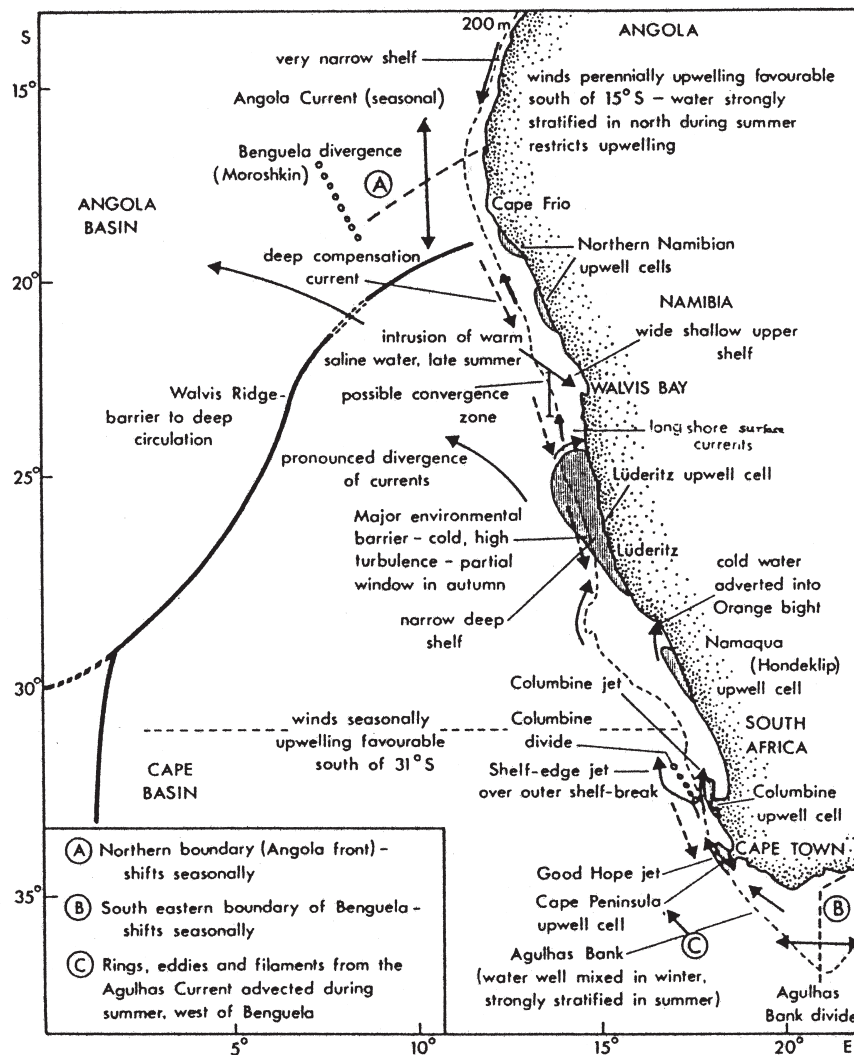 S
200 m
ANGOLA
very narrow shelf
winds perennially upwelling favourable
south of 15° S – water strongly
stratified in north during summer
restricts upwelling
15°
Angola Current (seasonal)
Benguela divergence
(Moroshkin)
A
ANGOLA
BASIN
Cape Frio
deep compensation
current
Northern Namibian
upwell cells
20°
NAMIBIA
intrusion of warm
saline water, late summer
wide shallow upper
shelf
Walvis Ridge-
barrier to deep
circulation
possible convergence
zone
WALVIS BAY
long shore surface
currents
25°
pronounced divergence
of currents
Lüderitz upwell cell
Major environmental
barrier – cold, high
turbulence – partial
window in autumn
Lüderitz
cold water
adverted into
Orange bight
narrow deep
shelf
Namaqua
(Hondeklip)
upwell cell
30°
Columbine jet
winds seasonally
upwelling favourable
south of 31° S
Columbine
divide
SOUTH
AFRICA
CAPE
BASIN
Shelf-edge jet
over outer shelf-break
Columbine
upwell cell
CAPE TOWN
A Northern boundary (Angola front) –
shifts seasonally
Good Hope jet
35°
B South eastern boundary of Benguela –
shifts seasonally
Cape Peninsula
upwell cell
B
C
C Rings, eddies and filaments from the
Agulhas Current advected during
summer, west of Benguela
Agulhas Bank
(water well mixed in winter,
strongly stratified in summer)
Agulhas
Bank divide
5°
10°
15°
20°
E